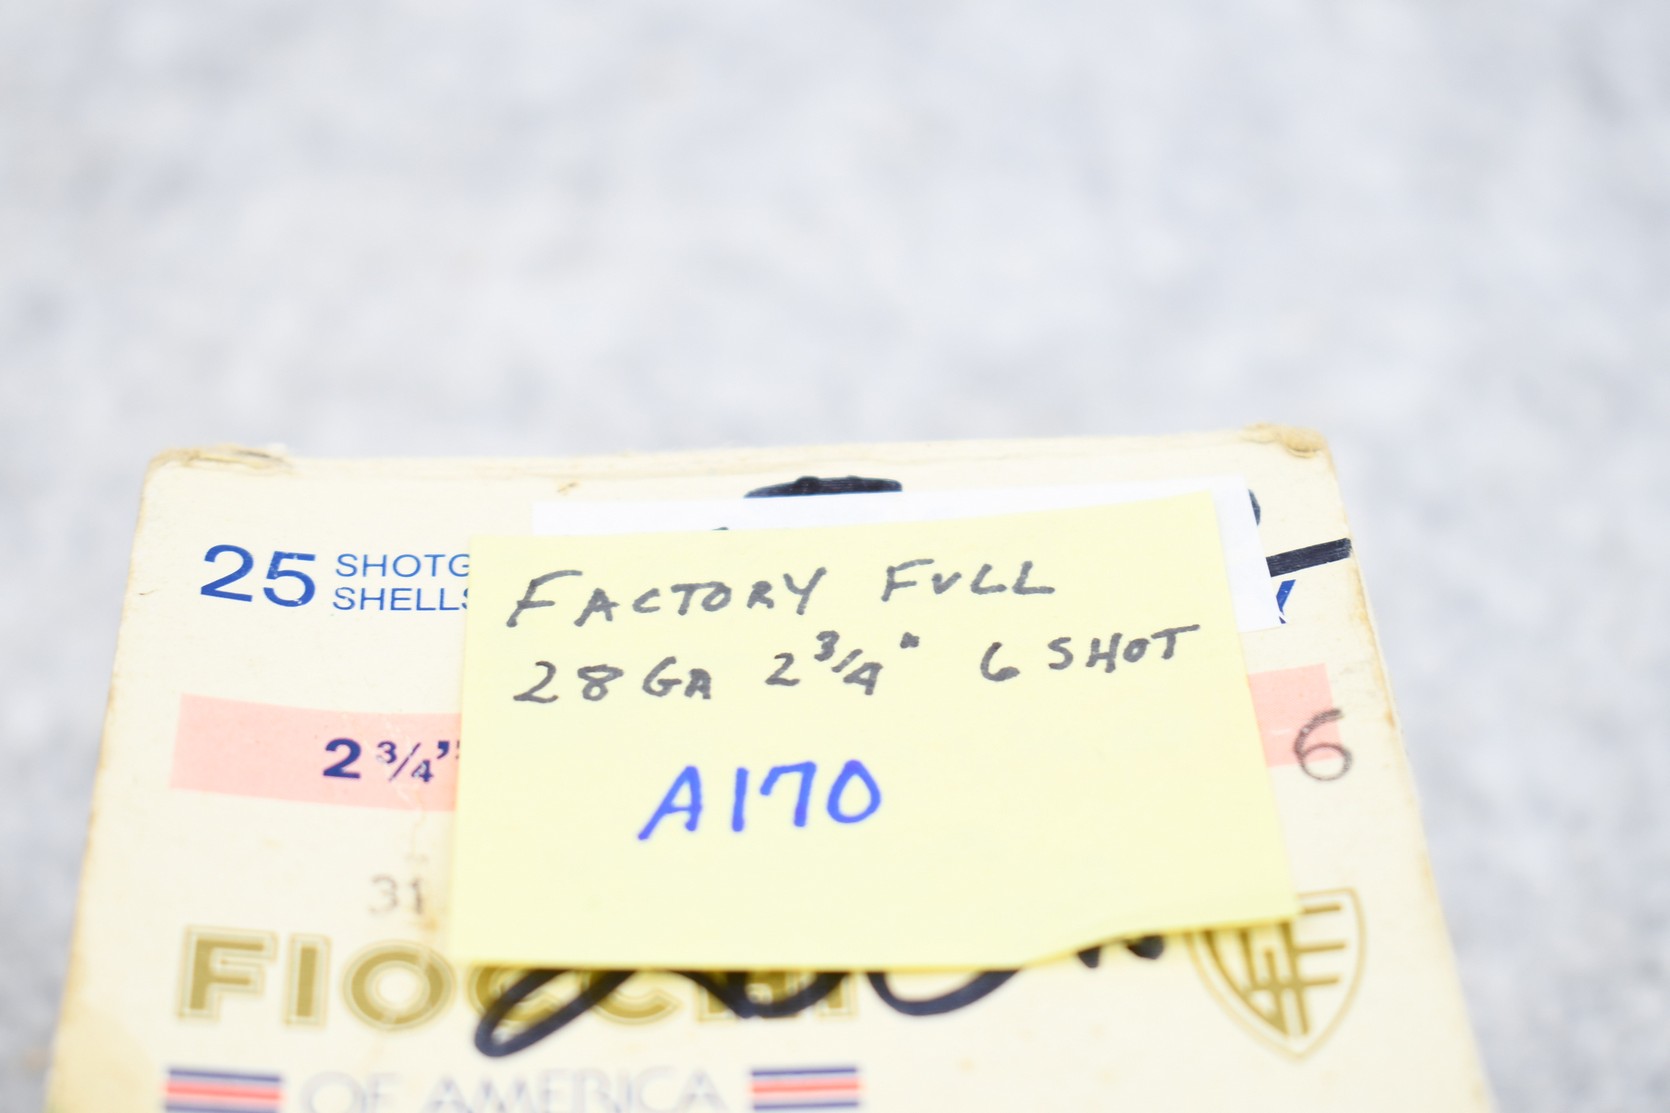 25 SHOTG
SHELLS
FACTORY FULL
28 GA 2 3/4" 6 SHOT
A170
2 3/4"
6
31
FIOCCHI
OF AMERICA